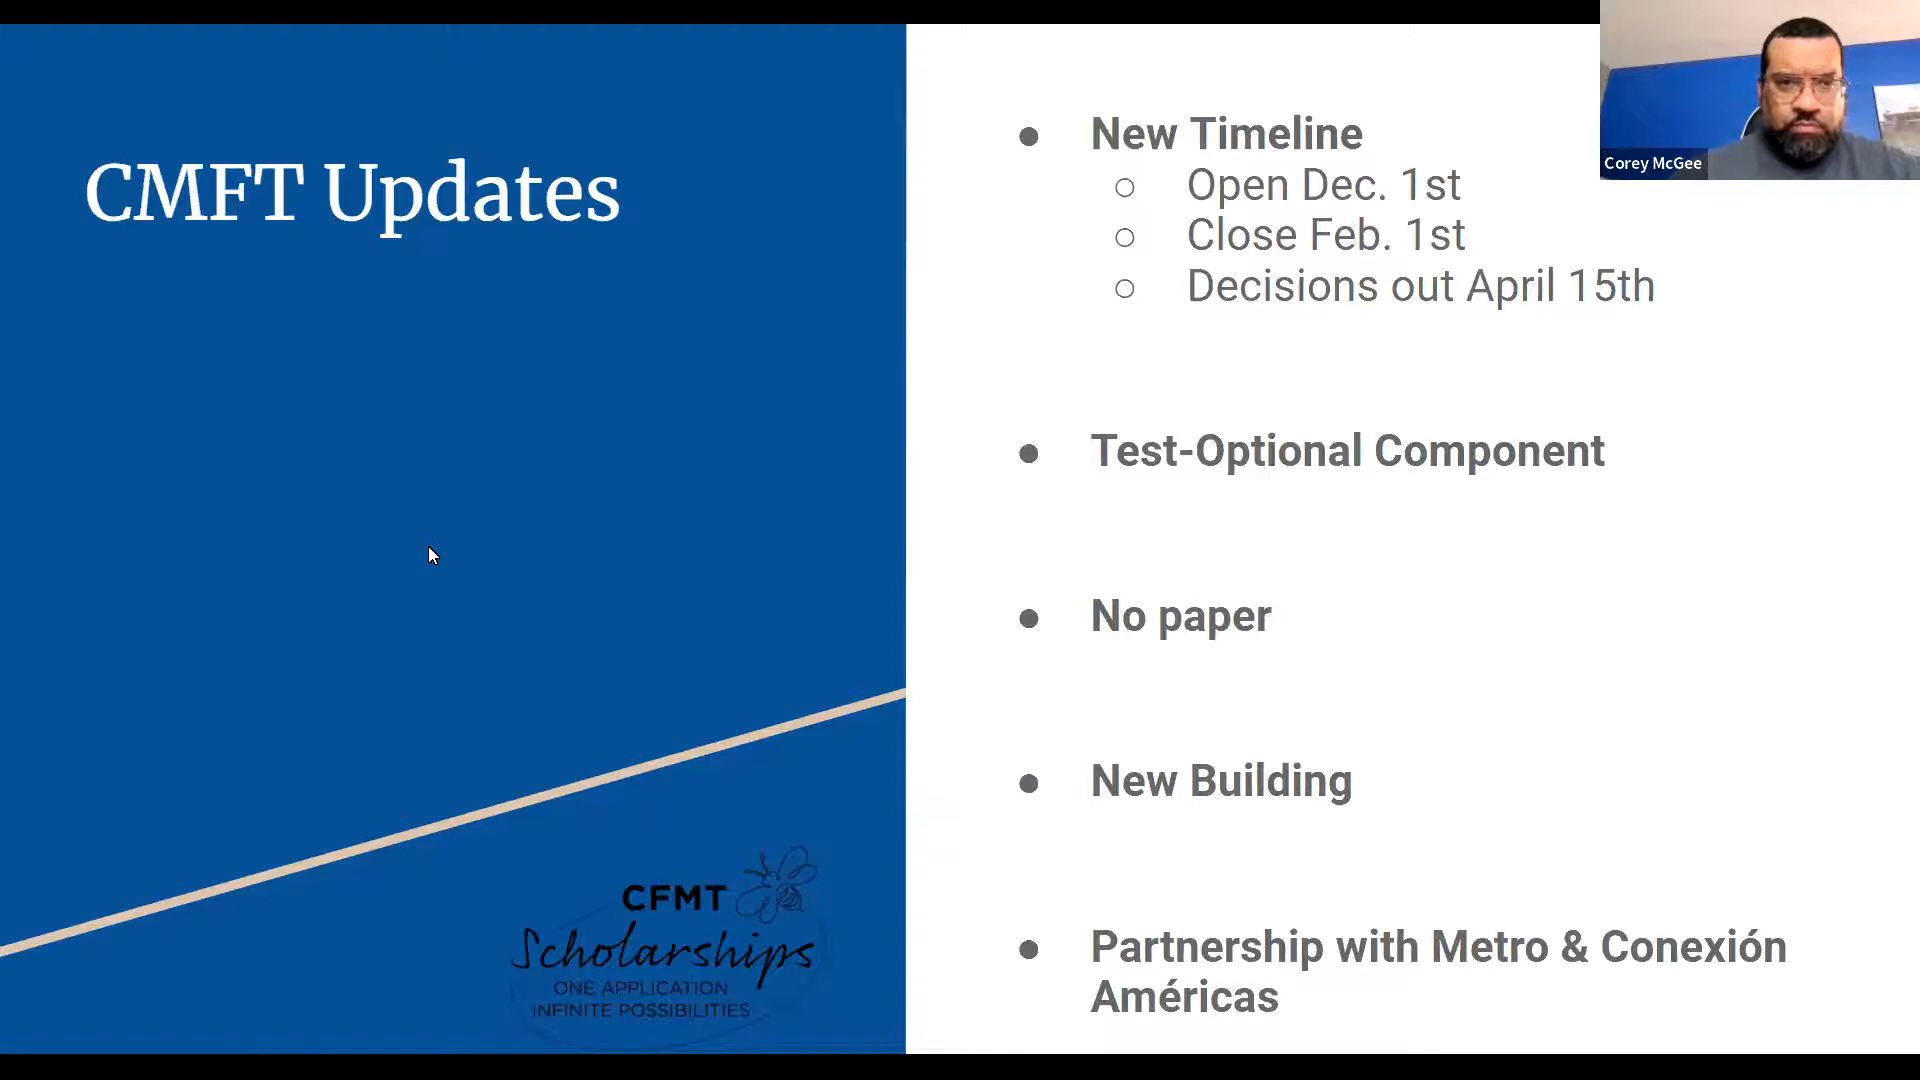 CMFT Updates
● New Timeline
○ Open Dec. 1st
○ Close Feb. 1st
○ Decisions out April 15th
● Test-Optional Component
● No paper
● New Building
● Partnership with Metro & Conexión
Américas
CFMT
Scholarships
ONE APPLICATION
INFINITE POSSIBILITIES
Corey McGee